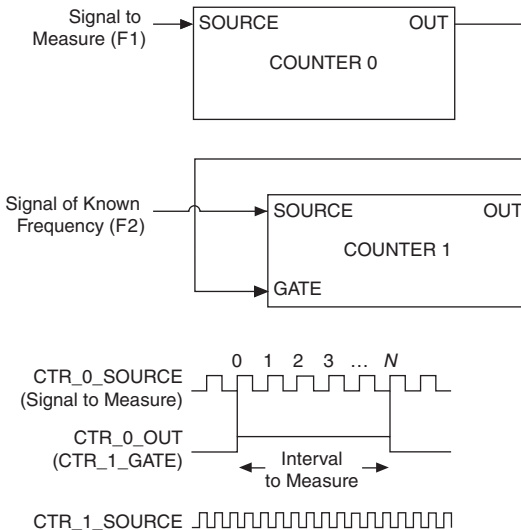 Signal to
Measure (F1)
SOURCE OUT
COUNTER 0
Signal of Known
Frequency (F2)
SOURCE OUT
COUNTER 1
GATE
0 1 2 3 … N
CTR_0_SOURCE
(Signal to Measure)
CTR_0_OUT
(CTR_1_GATE)
Interval
to Measure
CTR_1_SOURCE